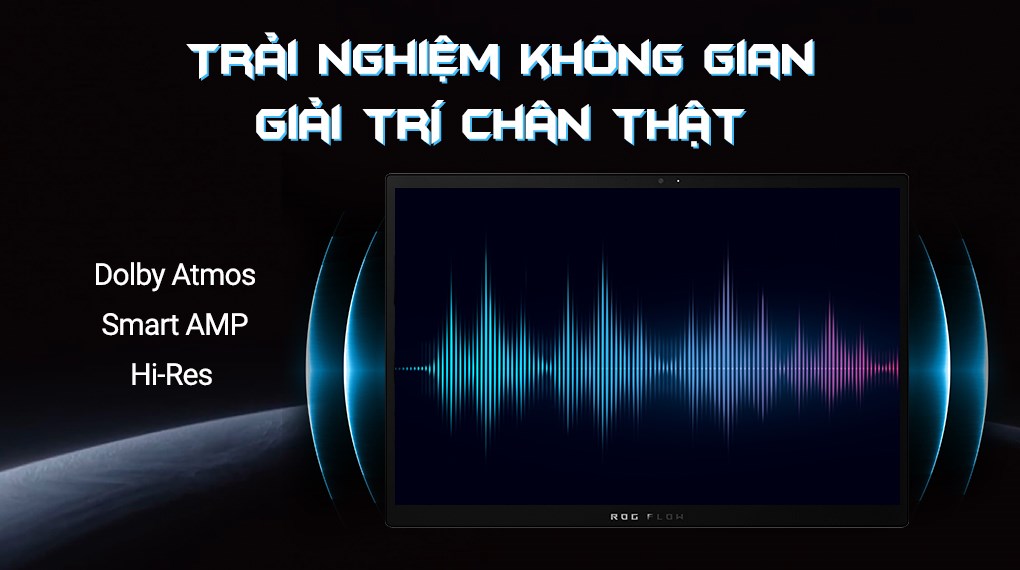 TRẢI NGHIỆM KHÔNG GIAN
GIẢI TRÍ CHÂN THẬT
Dolby Atmos
Smart AMP
Hi-Res
ROG FLOW